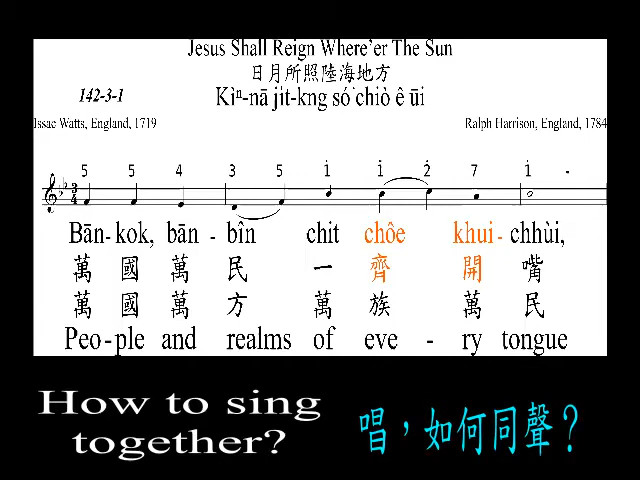 Jesus Shall Reign Where'er The Sun
日月所照陸海地方
142-3-1
Kìⁿ-nā ji̍t-kng só͘ chiò ê ūi
Issac Watts, England, 1719
Ralph Harrison, England, 1784
5 5 4 3 5 1̇ 1̇ 2̇ 7 1̇ -
3/4
Bān-kok, bān-bîn chit chôe khui-chhùi,
萬國萬民一齊開嘴
萬國萬方萬族萬民
Peo-ple and realms of eve-ry tongue
How to sing together?
唱，如何同聲？